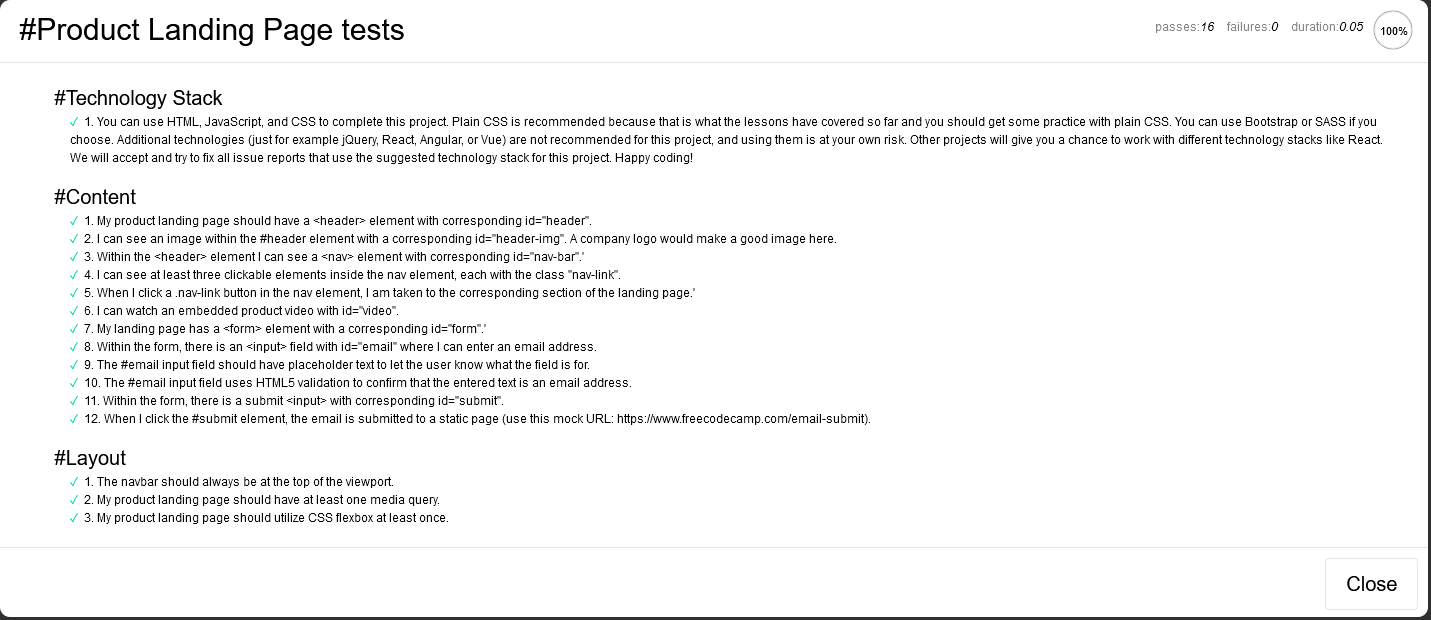 #Product Landing Page tests
passes:16 failures:0 duration:0.05 100%
#Technology Stack
✓ 1. You can use HTML, JavaScript, and CSS to complete this project. Plain CSS is recommended because that is what the lessons have covered so far and you should get some practice with plain CSS. You can use Bootstrap or SASS if you
choose. Additional technologies (just for example jQuery, React, Angular, or Vue) are not recommended for this project, and using them is at your own risk. Other projects will give you a chance to work with different technology stacks like React.
We will accept and try to fix all issue reports that use the suggested technology stack for this project. Happy coding!
#Content
✓ 1. My product landing page should have a <header> element with corresponding id="header".
✓ 2. I can see an image within the #header element with a corresponding id="header-img". A company logo would make a good image here.
✓ 3. Within the <header> element I can see a <nav> element with corresponding id="nav-bar".'
✓ 4. I can see at least three clickable elements inside the nav element, each with the class "nav-link".
✓ 5. When I click a .nav-link button in the nav element, I am taken to the corresponding section of the landing page.'
✓ 6. I can watch an embedded product video with id="video".
✓ 7. My landing page has a <form> element with a corresponding id="form".'
✓ 8. Within the form, there is an <input> field with id="email" where I can enter an email address.
✓ 9. The #email input field should have placeholder text to let the user know what the field is for.
✓ 10. The #email input field uses HTML5 validation to confirm that the entered text is an email address.
✓ 11. Within the form, there is a submit <input> with corresponding id="submit".
✓ 12. When I click the #submit element, the email is submitted to a static page (use this mock URL: https://www.freecodecamp.com/email-submit).
#Layout
✓ 1. The navbar should always be at the top of the viewport.
✓ 2. My product landing page should have at least one media query.
✓ 3. My product landing page should utilize CSS flexbox at least once.
Close